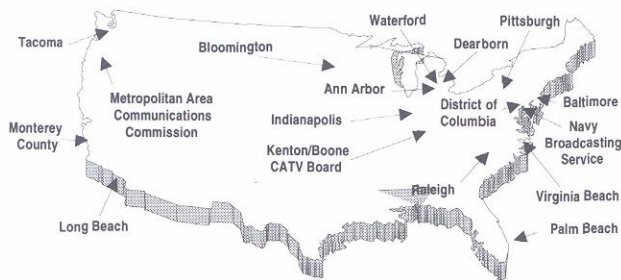 Tacoma
Bloomington
Waterford
Pittsburgh
Dearborn
Ann Arbor
Metropolitan Area
Communications
Commission
Indianapolis
District of
Columbia
Baltimore
Navy
Broadcasting
Service
Monterey
County
Kenton/Boone
CATV Board
Raleigh
Virginia Beach
Long Beach
Palm Beach